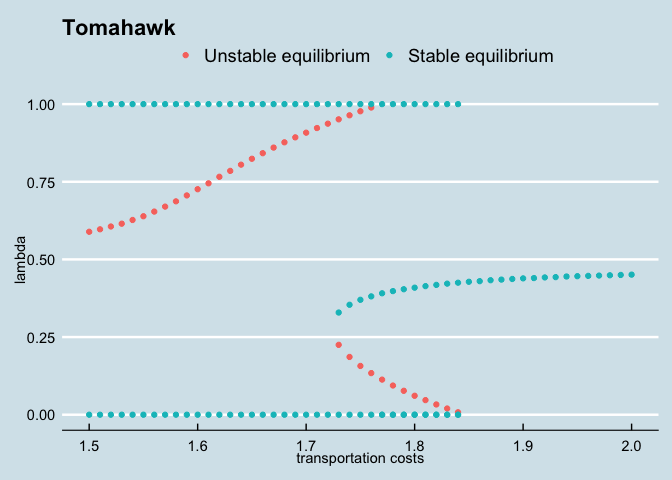 Tomahawk
Unstable equilibrium Stable equilibrium
1.00
0.75
0.50
0.25
0.00
lambda
1.5 1.6 1.7 1.8 1.9 2.0
transportation costs